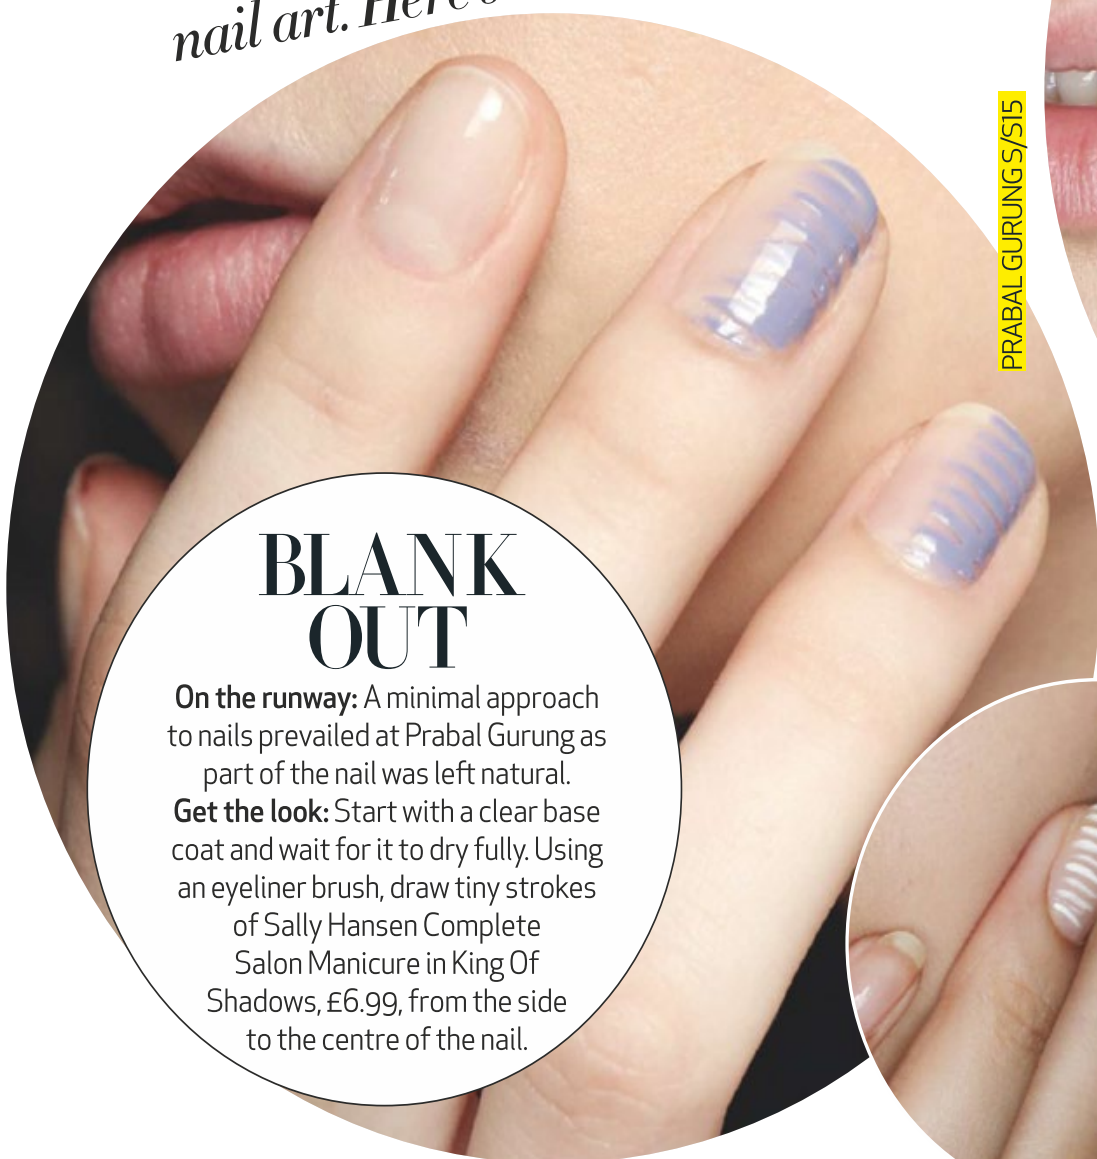 nail art. Here's
PRABAL GURUNG S/S15
BLANK
OUT
On the runway: A minimal approach
to nails prevailed at Prabal Gurung as
part of the nail was left natural.
Get the look: Start with a clear base
coat and wait for it to dry fully. Using
an eyeliner brush, draw tiny strokes
of Sally Hansen Complete
Salon Manicure in King Of
Shadows, £6.99, from the side
to the centre of the nail.